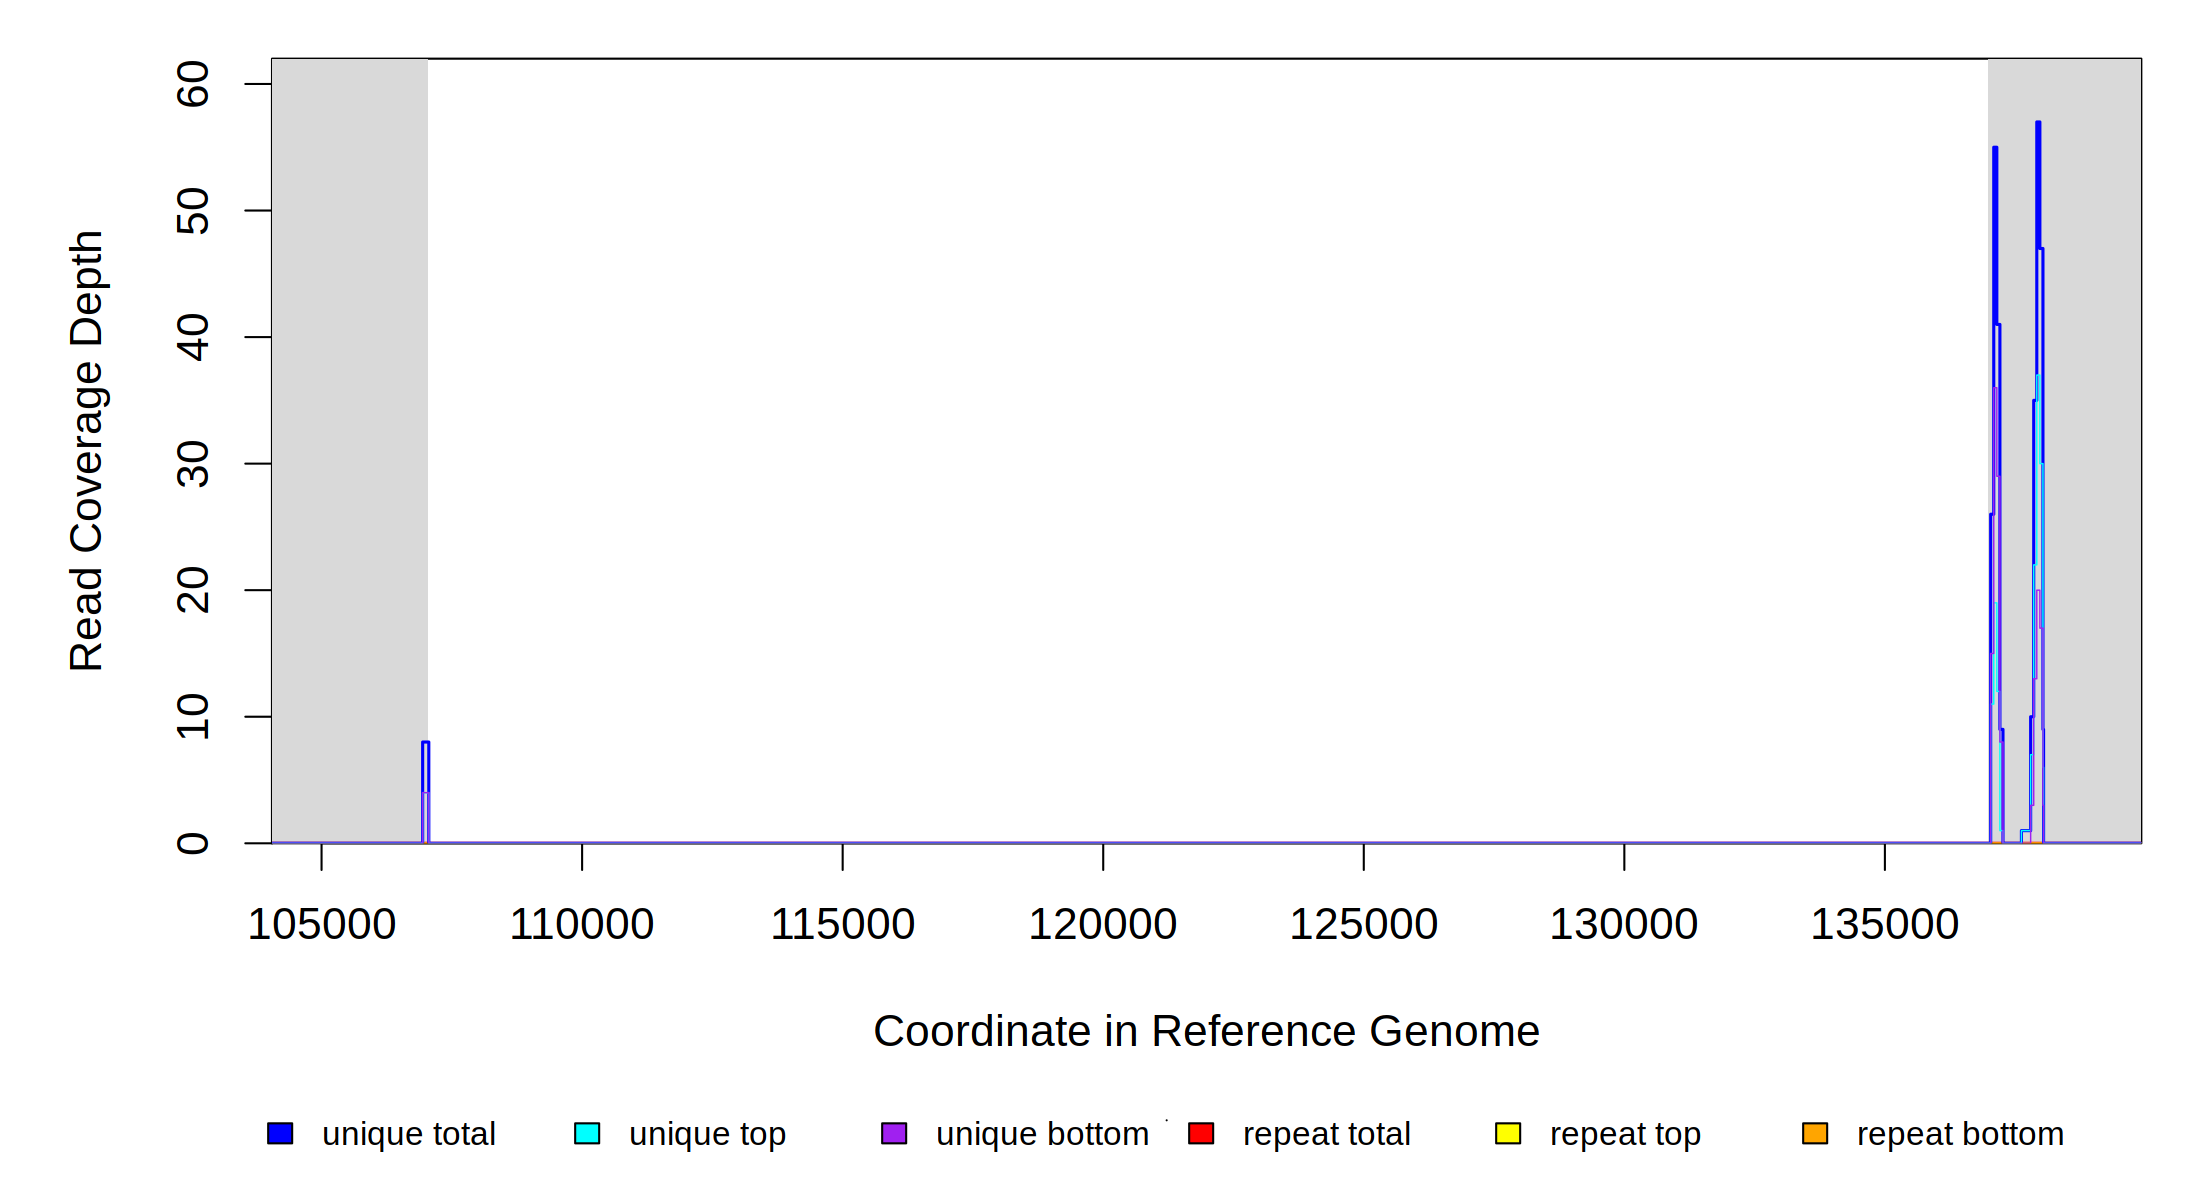 60
50
40
30
20
10
0
Read Coverage Depth
105000 110000 115000 120000 125000 130000 135000
Coordinate in Reference Genome
unique total unique top unique bottom repeat total repeat top repeat bottom